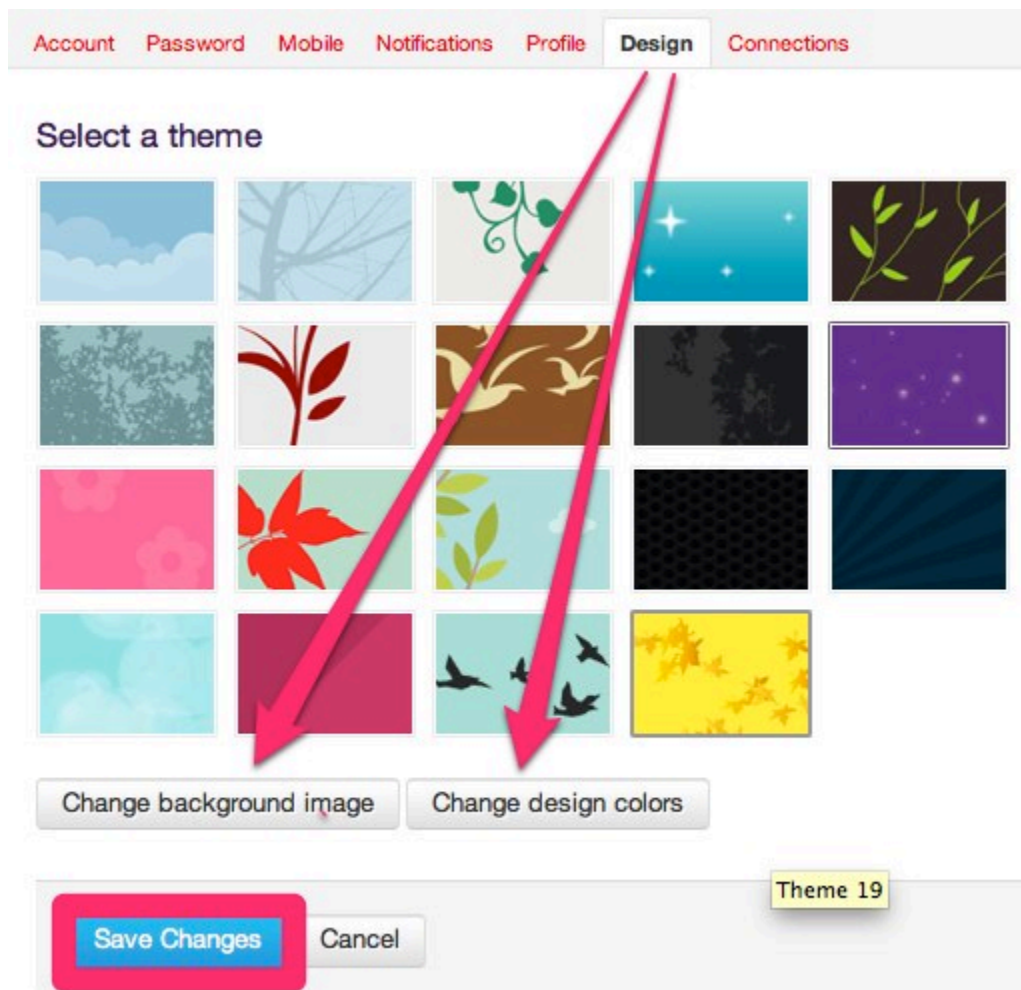 Account Password Mobile Notifications Profile Design Connections
Select a theme
Change background image Change design colors
Theme 19
Save Changes Cancel